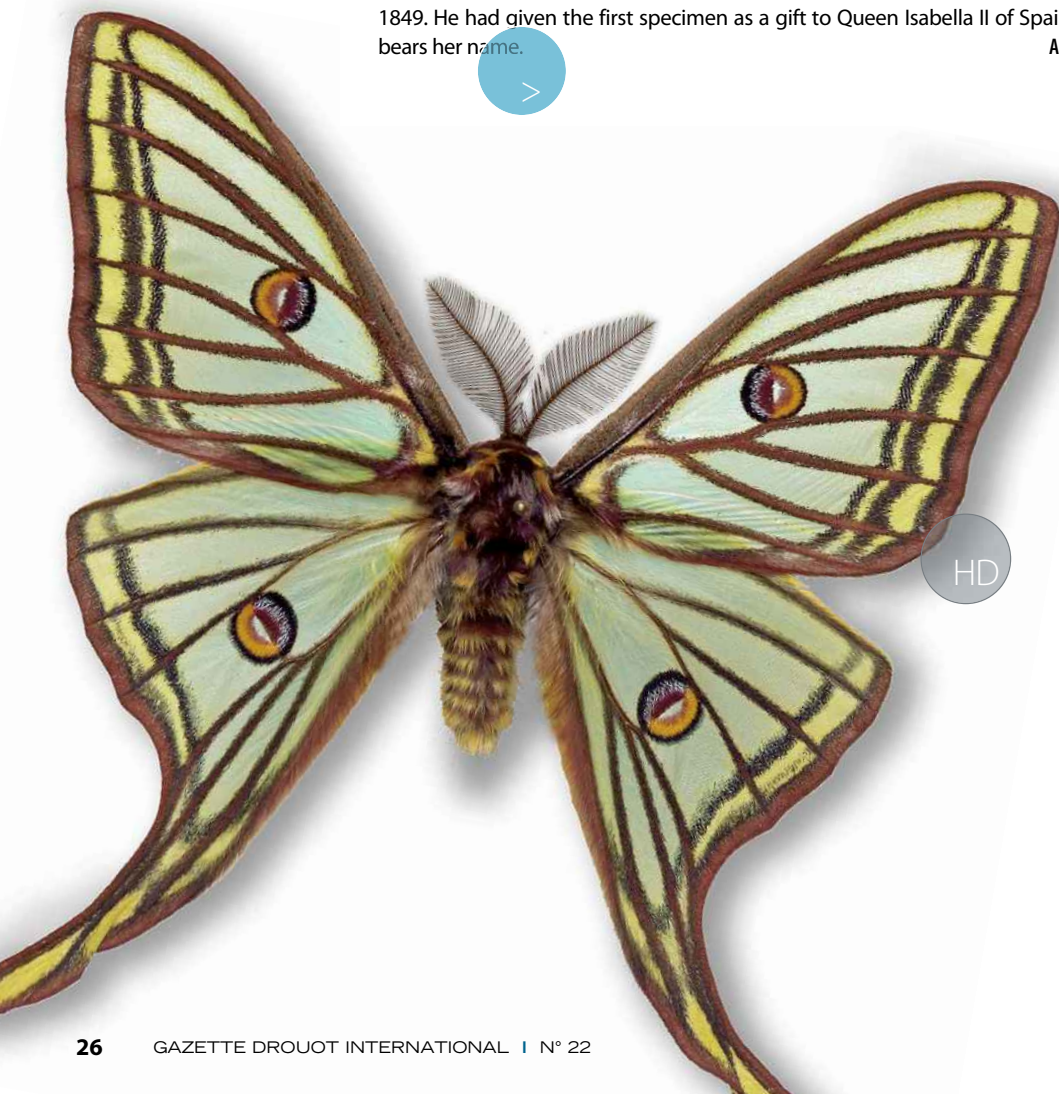 1849. He had given the first specimen as a gift to Queen Isabella II of Spai
bears her name. A
>
HD
26 GAZETTE DROUOT INTERNATIONAL I N° 22